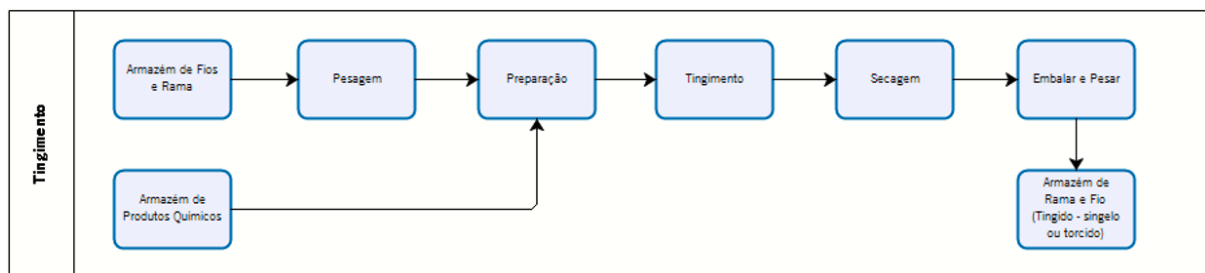 Tingimento
Armazém de Fios
e Rama
Pesagem
Preparação
Tingimento
Secagem
Embalar e Pesar
Armazém de
Produtos Químicos
Armazém de
Rama e Fio
(Tingido - singelo
ou torcido)